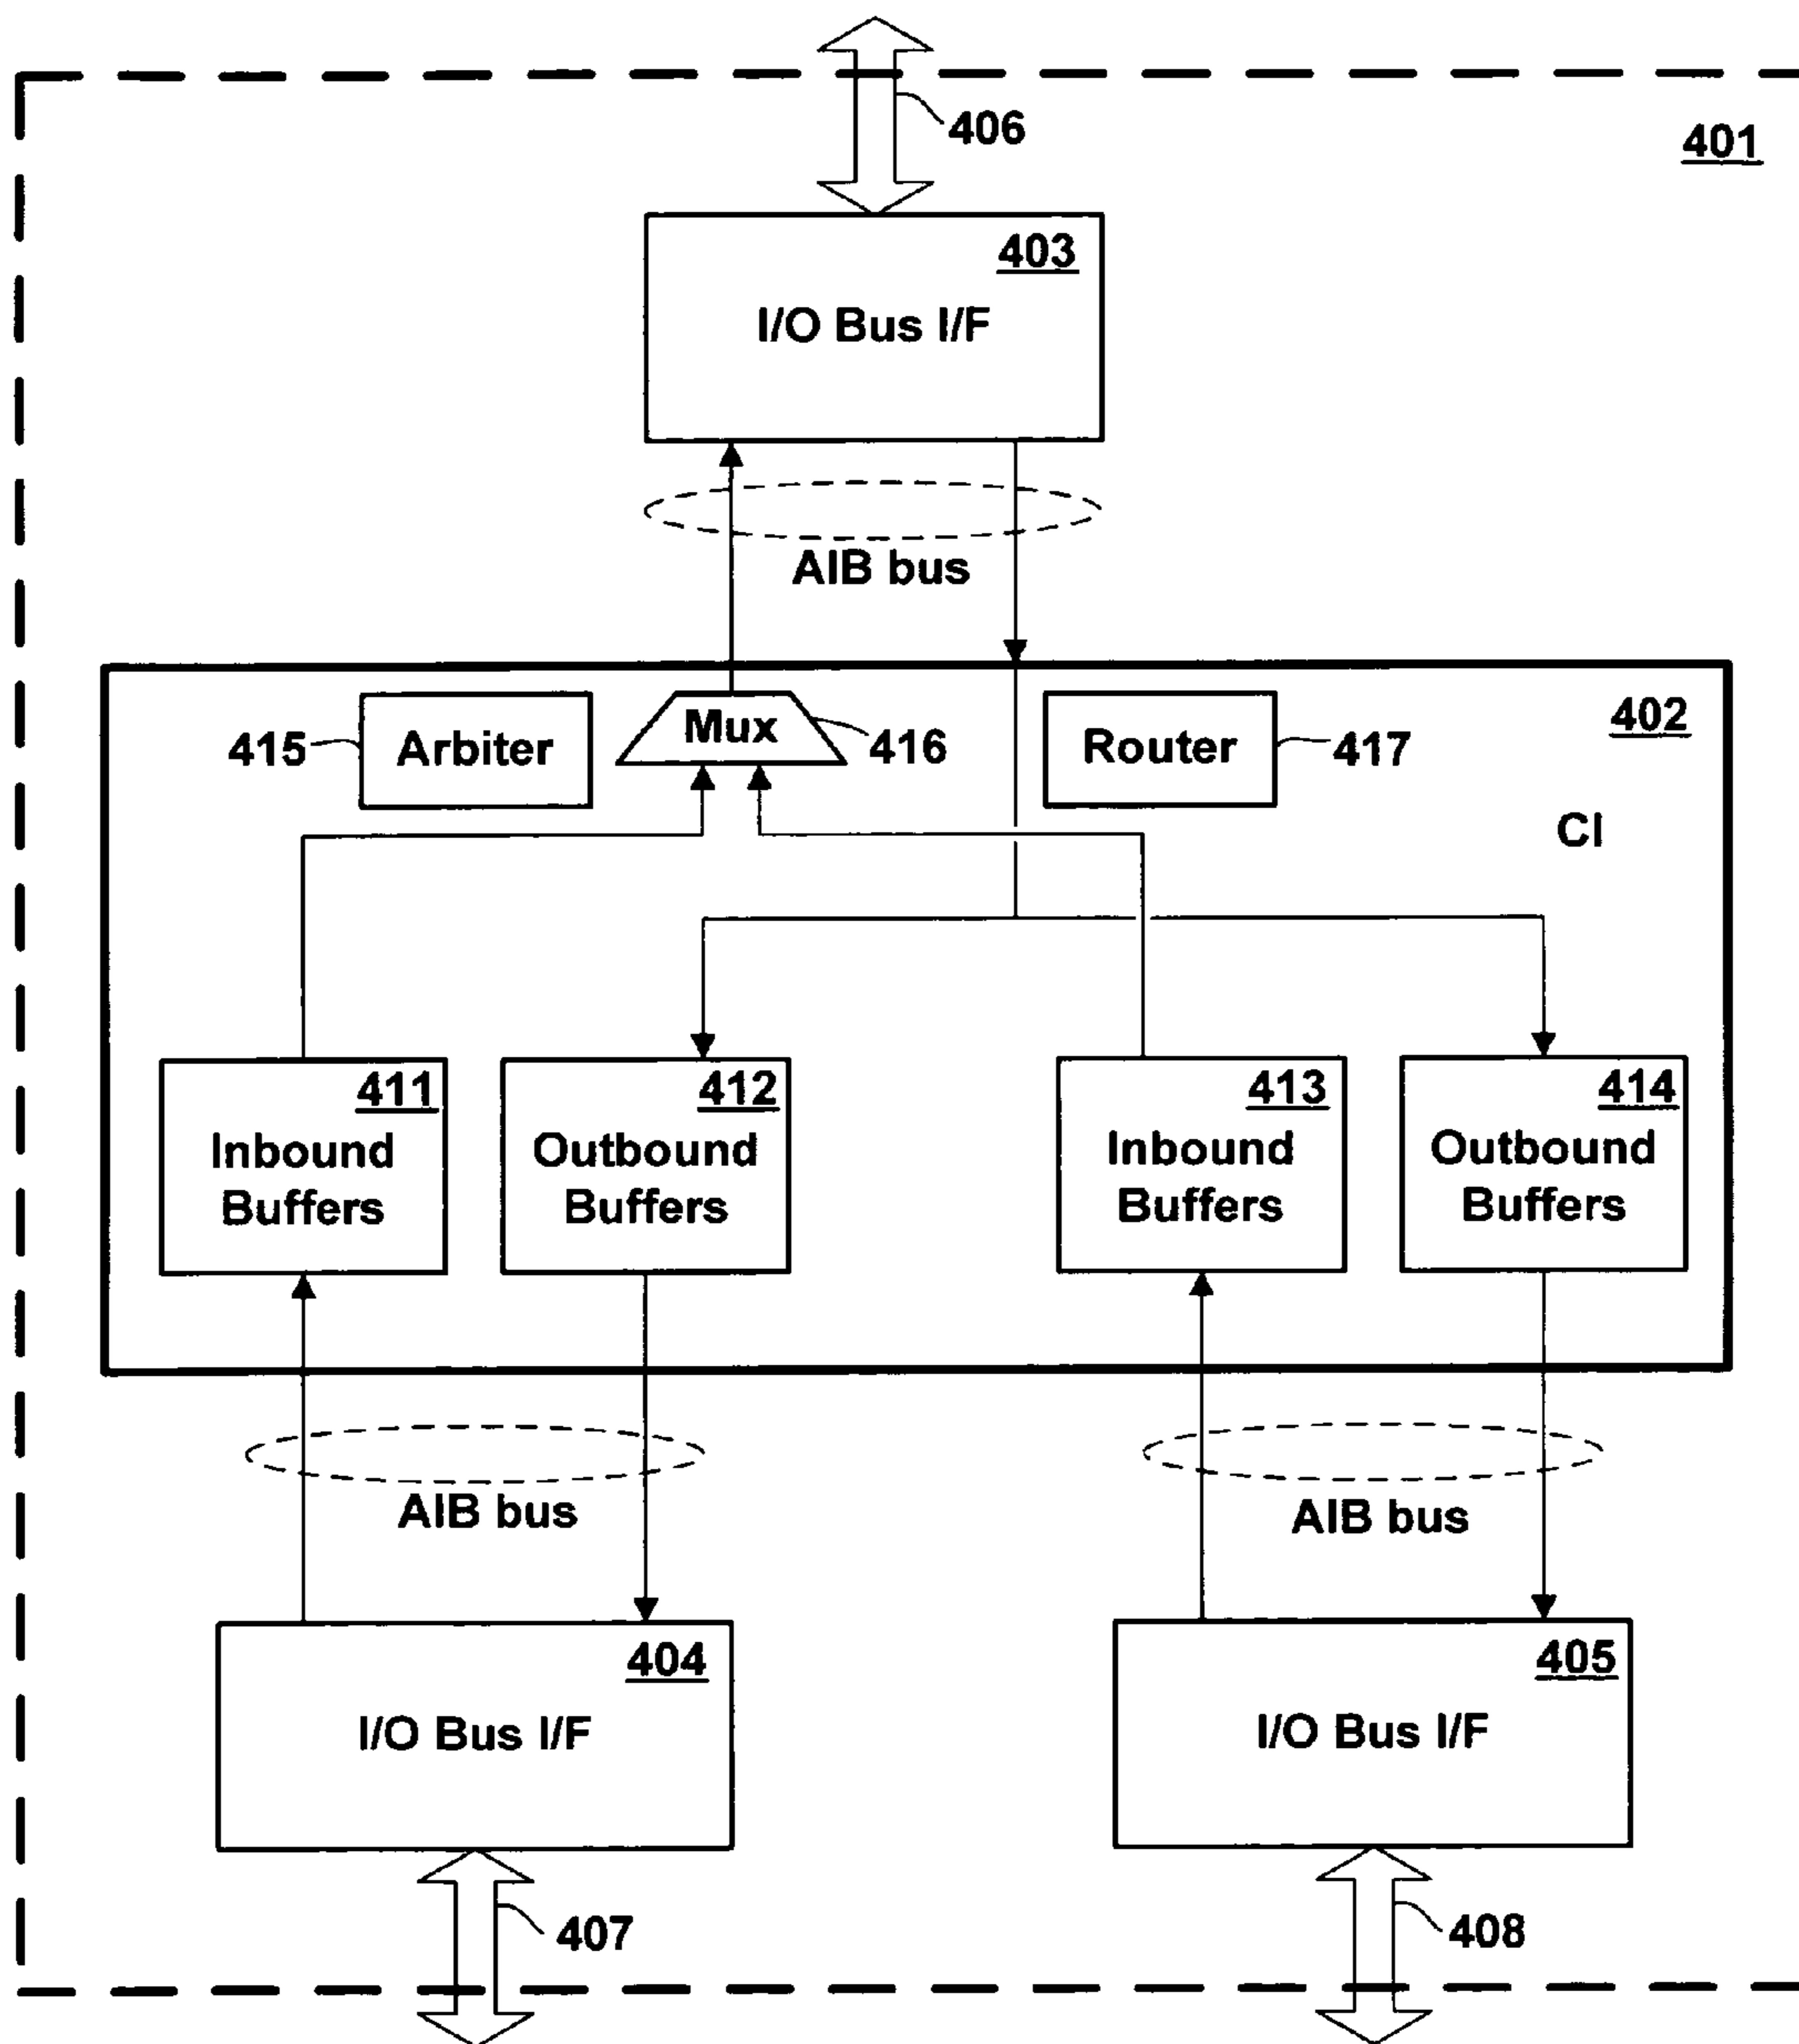 406
401
403
I/O Bus I/F
AIB bus
415
Arbiter
Mux
416
Router
417
402
CI
411
Inbound
Buffers
412
Outbound
Buffers
413
Inbound
Buffers
414
Outbound
Buffers
AIB bus
AIB bus
404
I/O Bus I/F
405
I/O Bus I/F
407
408